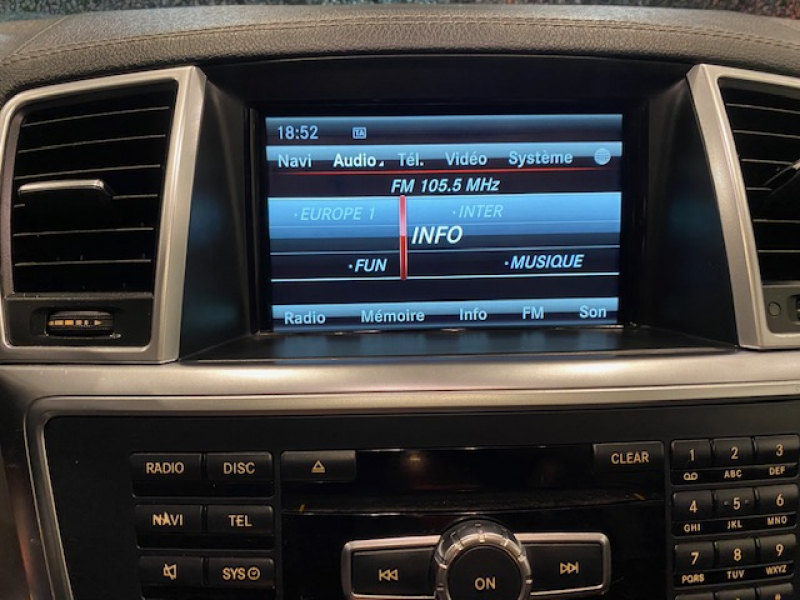 18:52 TA
Navi Audio Tél. Vidéo Système
FM 105.5 MHz
·EUROPE 1 ·INTER
INFO
·FUN ·MUSIQUE
Radio Mémoire Info FM Son
RADIO DISC CLEAR 1 2 3
ABC DEF
NAVI TEL 4 5 6
GHI JKL MNO
SYS 7 8 9
ON PQRS TUV WXYZ